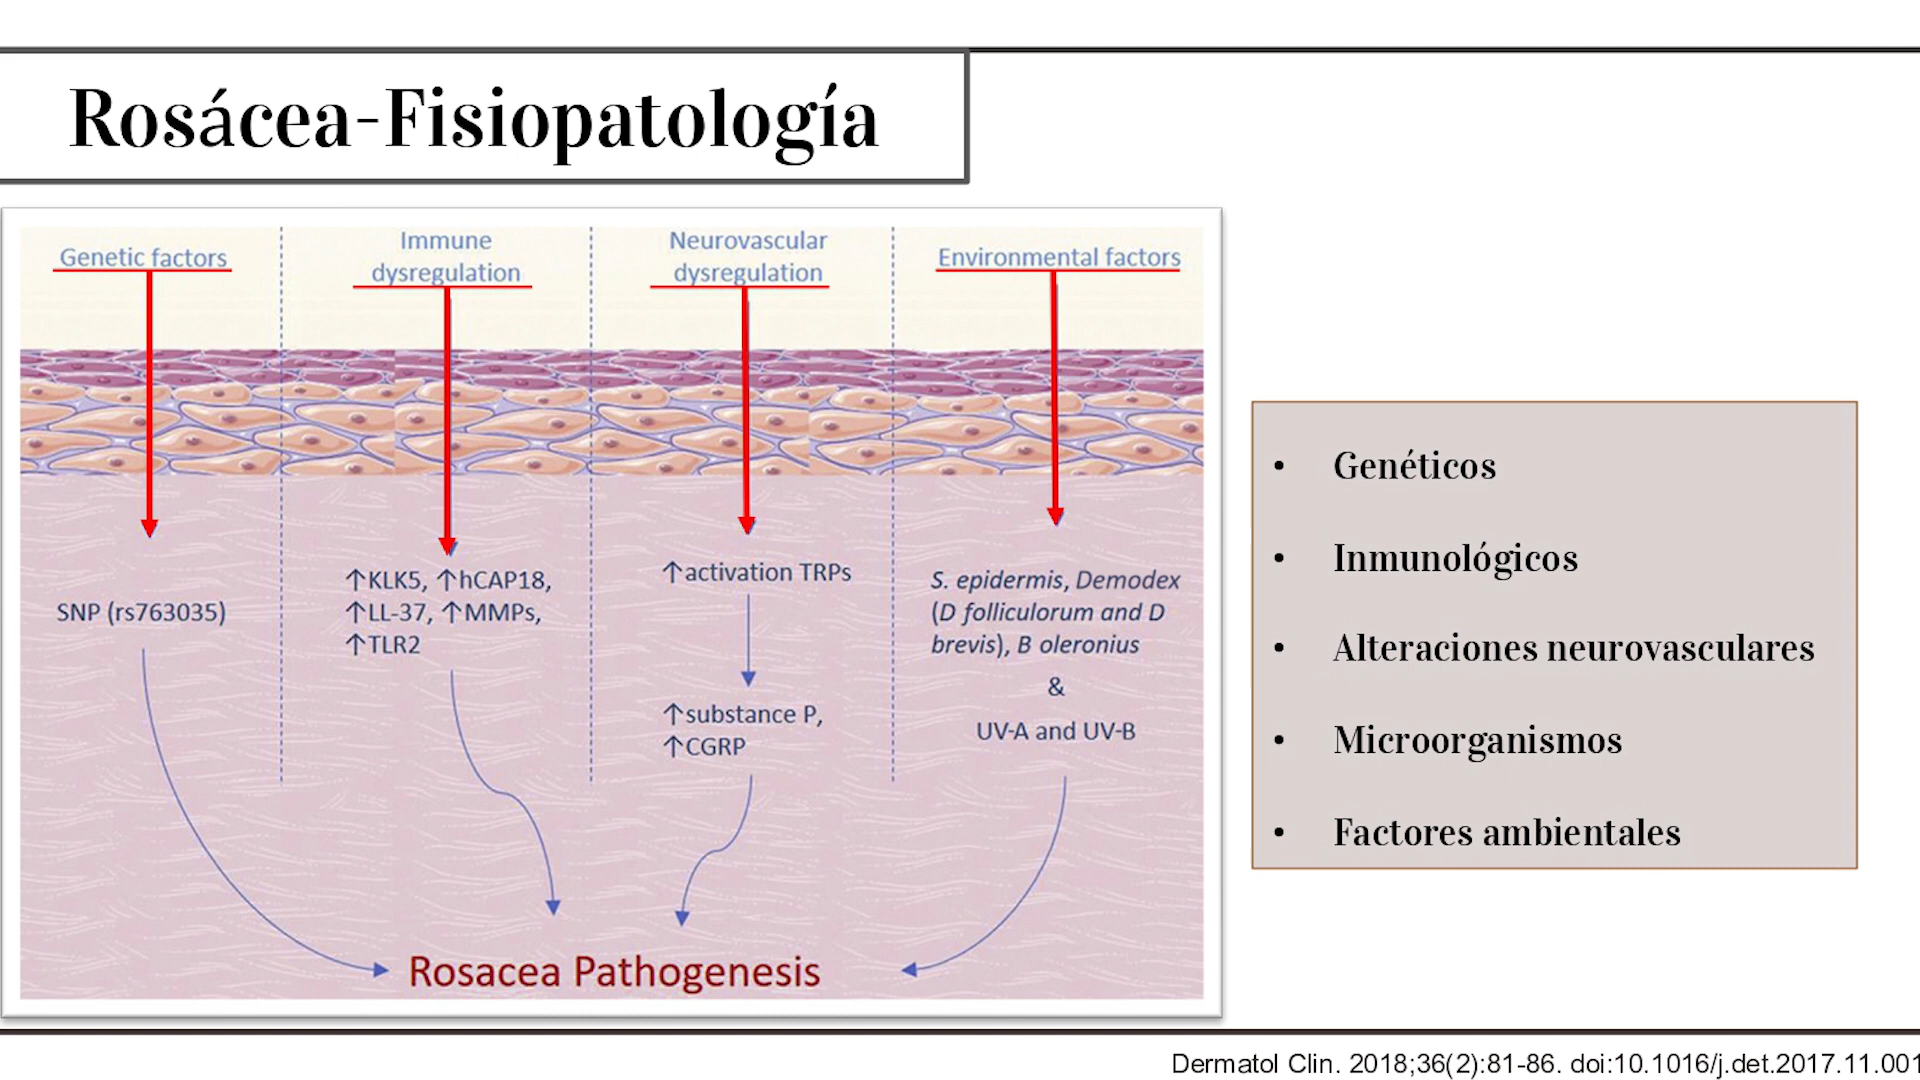 Rosácea-Fisiopatología
Genetic factors
Immune
dysregulation
Neurovascular
dysregulation
Environmental factors
SNP (rs763035)
↑KLK5, ↑hCAP18,
↑LL-37, ↑MMPs,
↑TLR2
↑activation TRPs
↑substance P,
↑CGRP
S. epidermis, Demodex
(D folliculorum and D
brevis), B oleronius
&
UV-A and UV-B
Rosacea Pathogenesis
• Genéticos
• Inmunológicos
• Alteraciones neurovasculares
• Microorganismos
• Factores ambientales
Dermatol Clin. 2018;36(2):81-86. doi:10.1016/j.det.2017.11.001